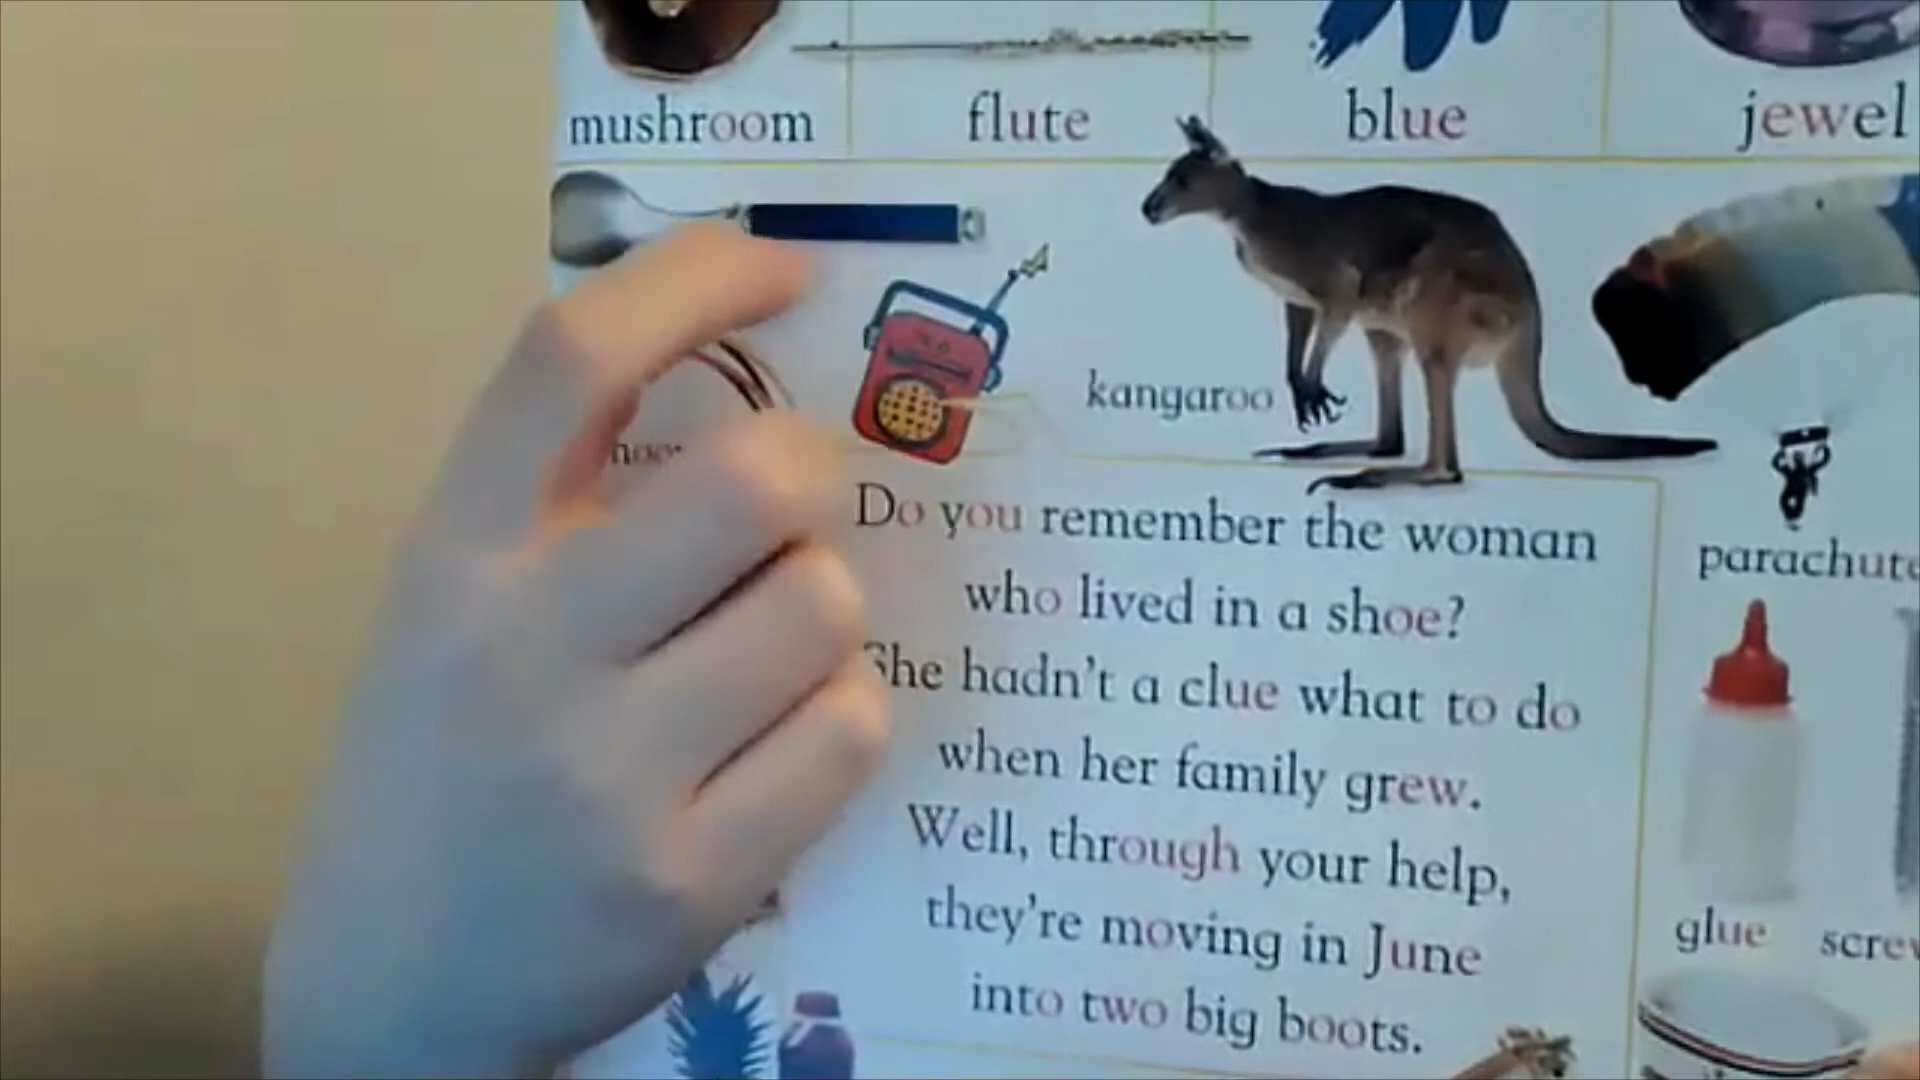 mushroom flute blue jewel
kangaroo
parachute
Do you remember the woman
who lived in a shoe?
She hadn't a clue what to do
when her family grew.
Well, through your help,
they're moving in June
into two big boots.
glue